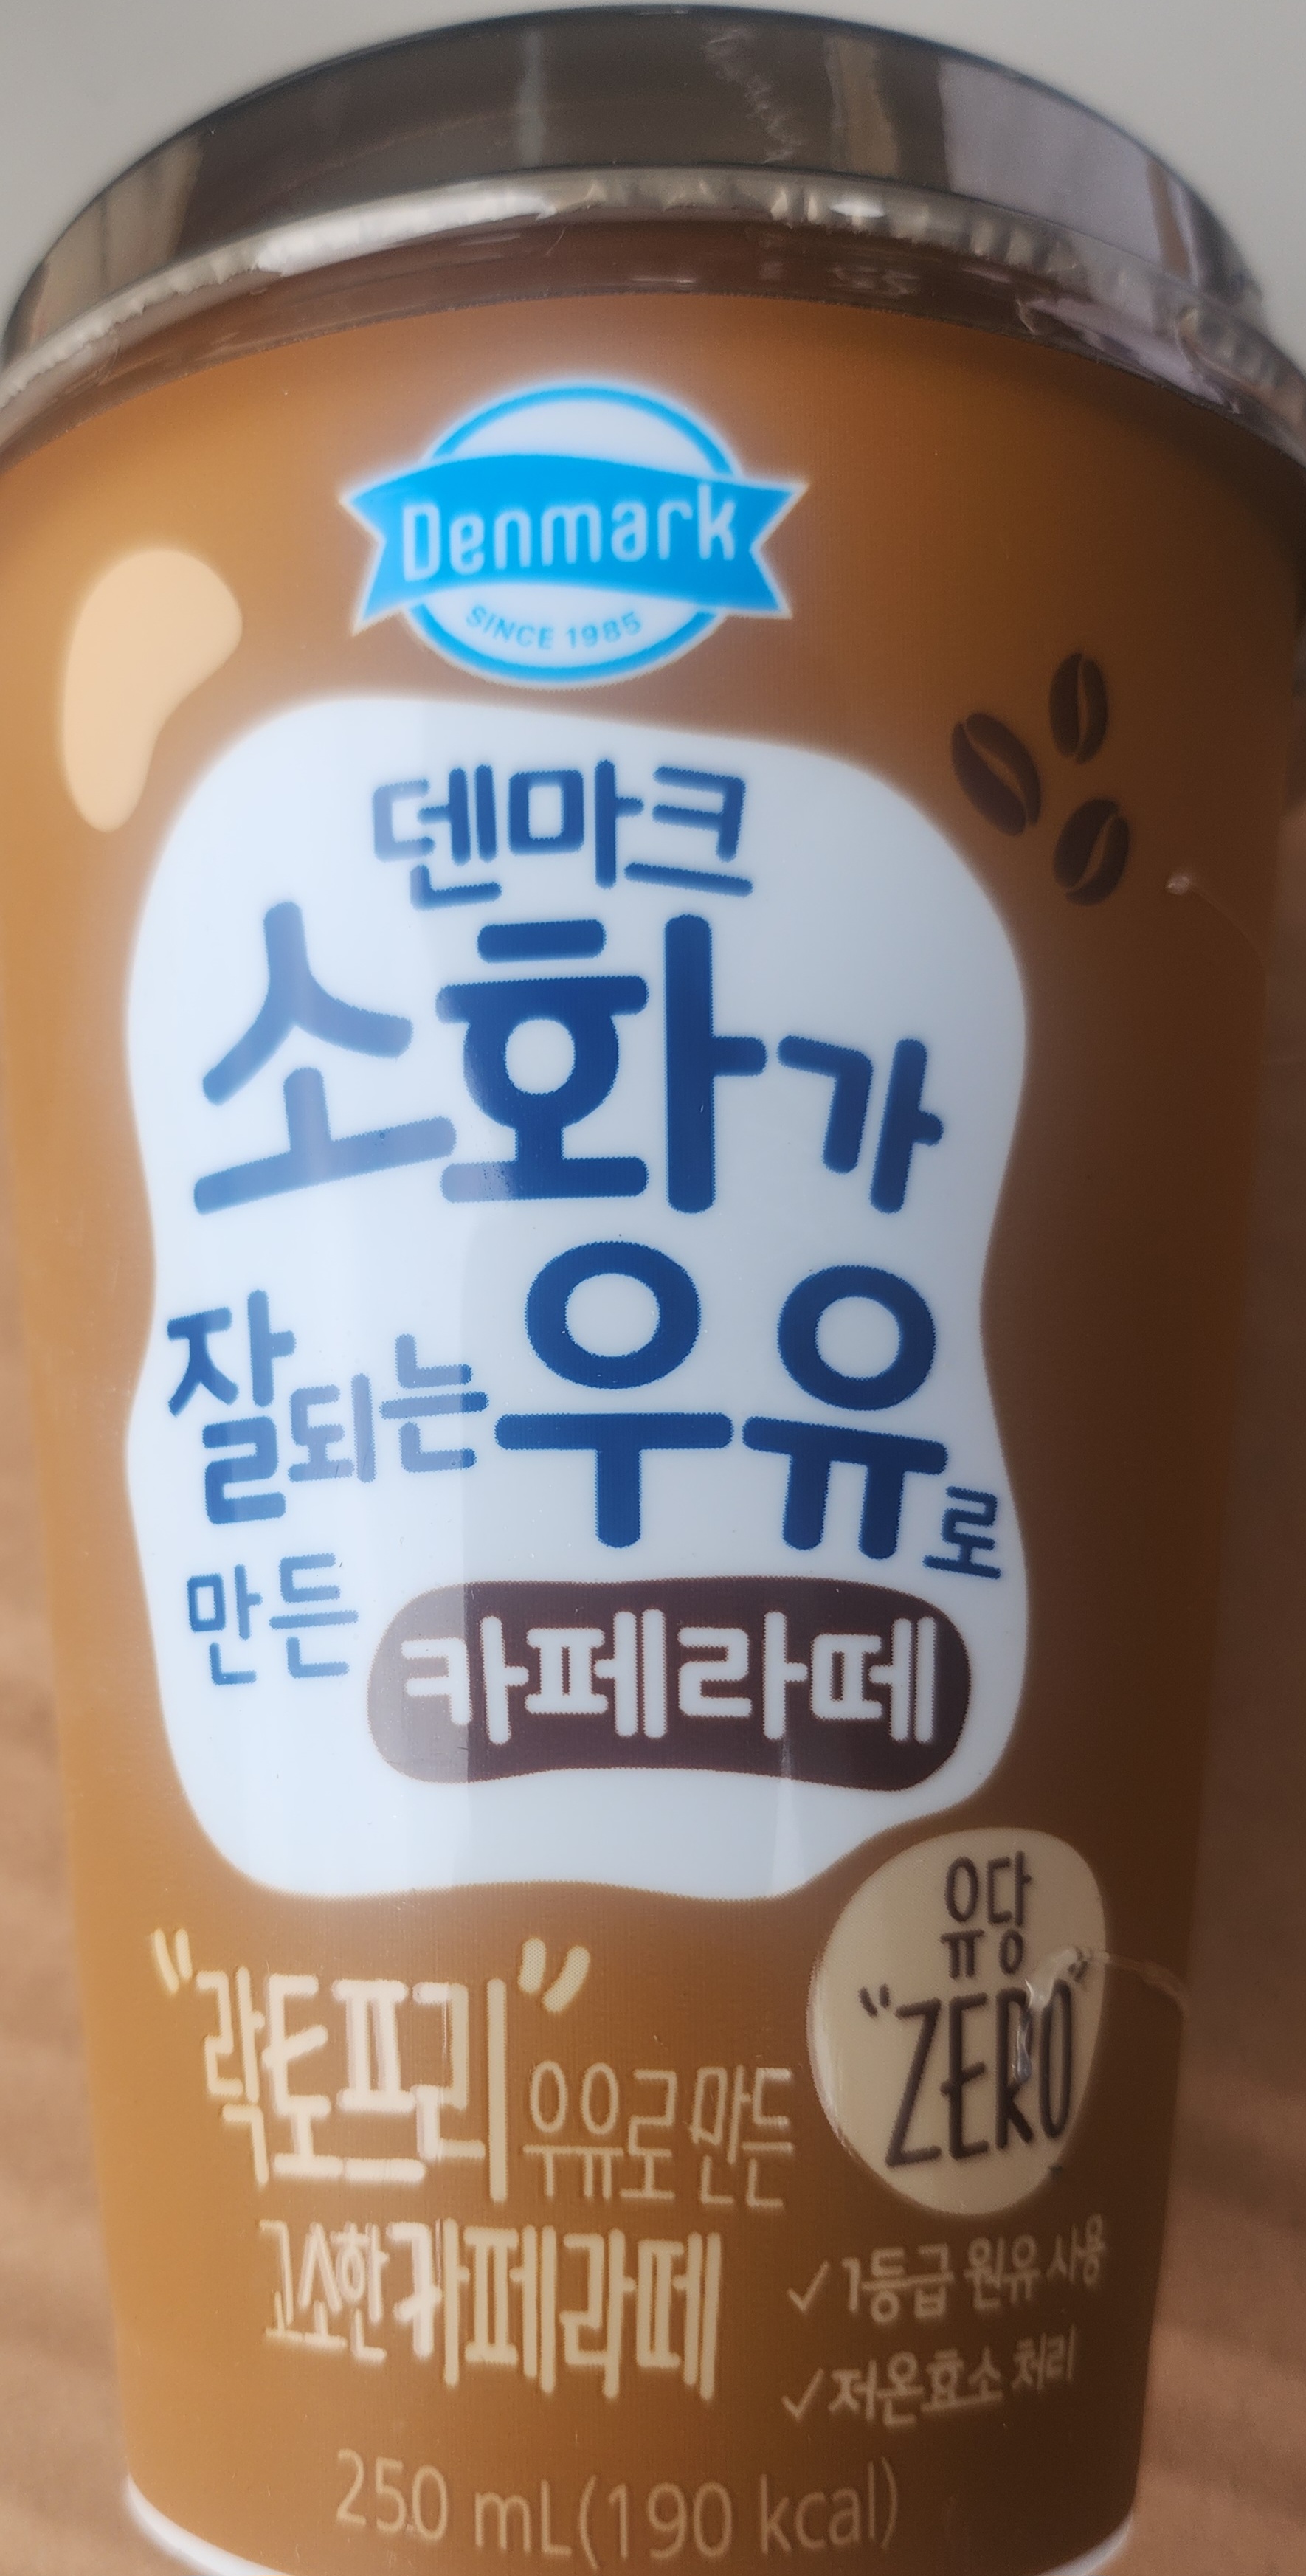 Denmark
SINCE 1985
덴마크
소화가
잘되는 우유로
만든 카페라떼
유당
"ZERO"
"락토프리" 우유로 만든
고소한 카페라떼
✓1등급 원유 사용
✓저온효소 처리
250 mL(190 kcal)